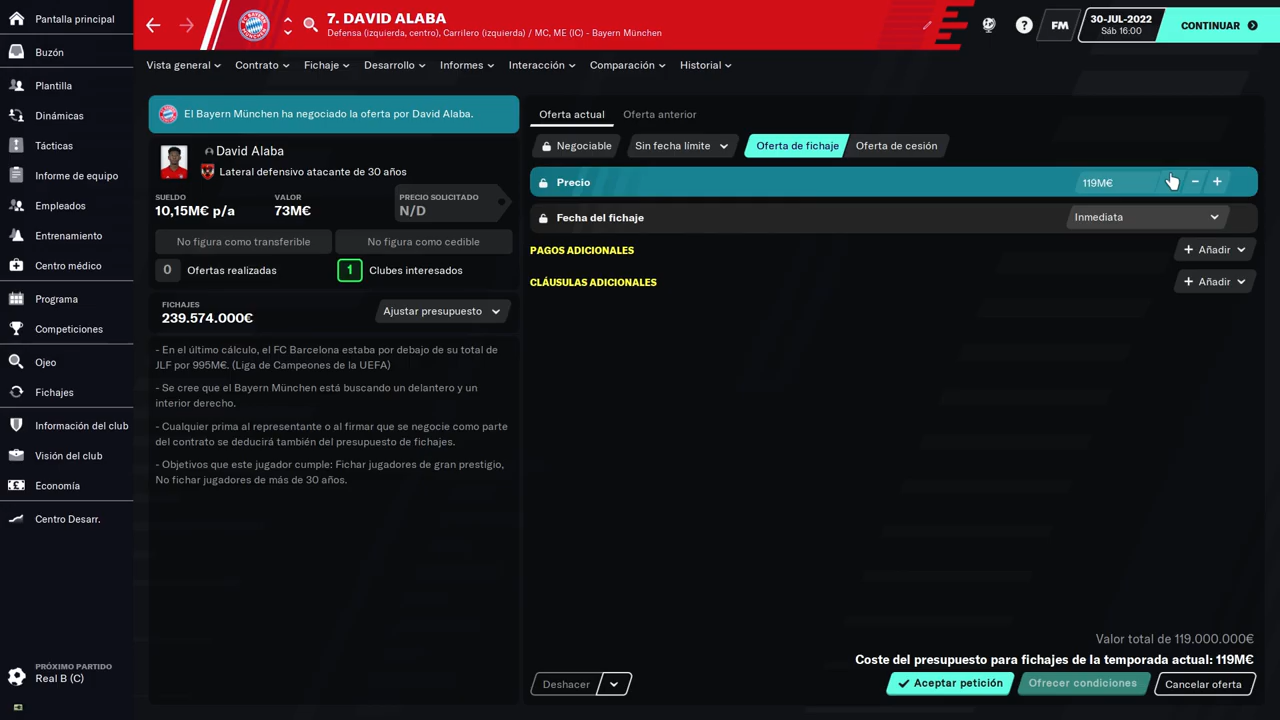 Pantalla principal
Buzón
Plantilla
Dinámicas
Tácticas
Informe de equipo
Empleados
Entrenamiento
Centro médico
Programa
Competiciones
Ojeo
Fichajes
Información del club
Visión del club
Economía
Centro Desarr.
PRÓXIMO PARTIDO
Real B (C)
7. DAVID ALABA
Defensa (izquierda, centro), Carrilero (izquierda) / MC, ME (IC) - Bayern München
?
FM
30-JUL-2022
Sáb 16:00
CONTINUAR
Vista general
Contrato
Fichaje
Desarrollo
Informes
Interacción
Comparación
Historial
El Bayern München ha negociado la oferta por David Alaba.
David Alaba
Lateral defensivo atacante de 30 años
SUELDO
10,15M€ p/a
VALOR
73M€
PRECIO SOLICITADO
N/D
No figura como transferible
No figura como cedible
0 Ofertas realizadas
1 Clubes interesados
FICHAJES
239.574.000€
Ajustar presupuesto
- En el último cálculo, el FC Barcelona estaba por debajo de su total de
JLF por 995M€. (Liga de Campeones de la UEFA)
- Se cree que el Bayern München está buscando un delantero y un
interior derecho.
- Cualquier prima al representante o al firmar que se negocie como parte
del contrato se deducirá también del presupuesto de fichajes.
- Objetivos que este jugador cumple: Fichar jugadores de gran prestigio,
No fichar jugadores de más de 30 años.
Oferta actual
Oferta anterior
Negociable
Sin fecha límite
Oferta de fichaje
Oferta de cesión
Precio
119M€
- +
Fecha del fichaje
Inmediata
PAGOS ADICIONALES
+ Añadir
CLÁUSULAS ADICIONALES
+ Añadir
Valor total de 119.000.000€
Coste del presupuesto para fichajes de la temporada actual: 119M€
Deshacer
Aceptar petición
Ofrecer condiciones
Cancelar oferta